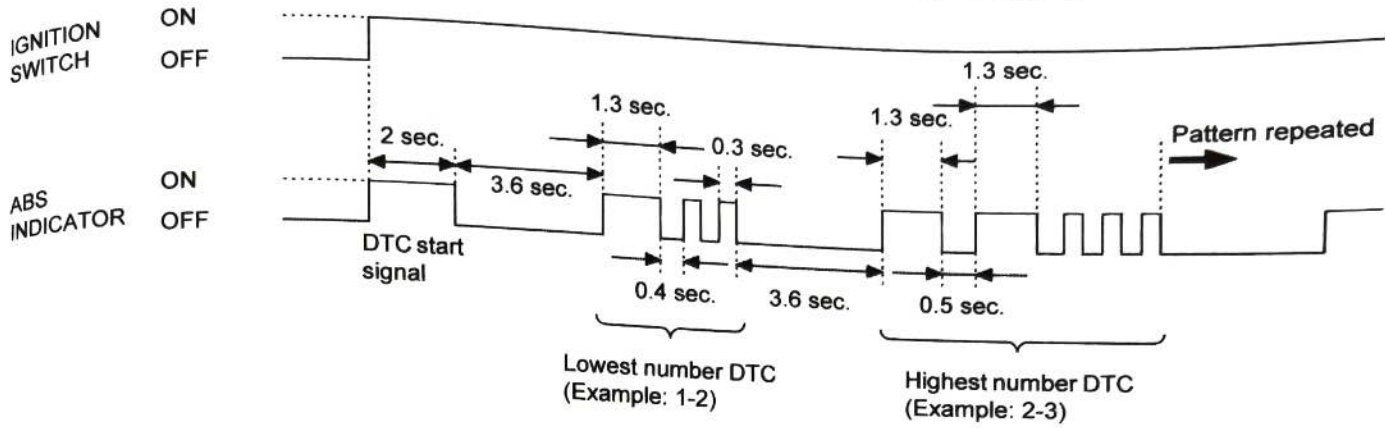 IGNITION
SWITCH
ON
OFF
1.3 sec.
1.3 sec.
1.3 sec.
2 sec.
0.3 sec.
Pattern repeated
3.6 sec.
ABS
INDICATOR
ON
OFF
DTC start
signal
0.4 sec.
3.6 sec.
0.5 sec.
Lowest number DTC
(Example: 1-2)
Highest number DTC
(Example: 2-3)